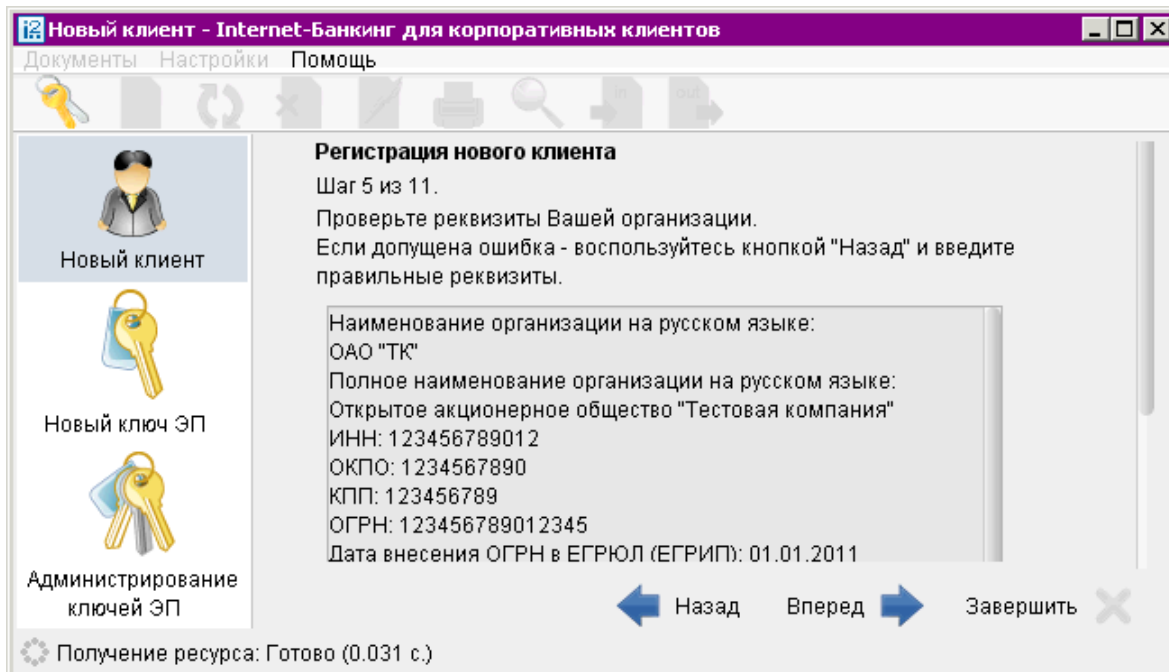 Новый клиент - Internet-Банкинг для корпоративных клиентов
Документы Настройки Помощь
in out
Регистрация нового клиента
Шаг 5 из 11.
Проверьте реквизиты Вашей организации.
Если допущена ошибка - воспользуйтесь кнопкой "Назад" и введите
правильные реквизиты.
Новый клиент
Новый ключ ЭП
Администрирование
ключей ЭП
Наименование организации на русском языке:
ОАО "ТК"
Полное наименование организации на русском языке:
Открытое акционерное общество "Тестовая компания"
ИНН: 123456789012
ОКПО: 1234567890
КПП: 123456789
ОГРН: 123456789012345
Дата внесения ОГРН в ЕГРЮЛ (ЕГРИП): 01.01.2011
Назад Вперед Завершить
Получение ресурса: Готово (0.031 с.)